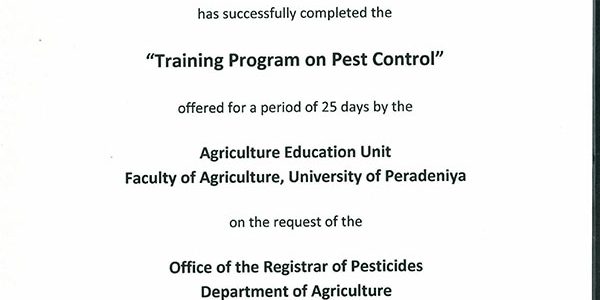 has successfully completed the
“Training Program on Pest Control”
offered for a period of 25 days by the
Agriculture Education Unit
Faculty of Agriculture, University of Peradeniya
on the request of the
Office of the Registrar of Pesticides
Department of Agriculture